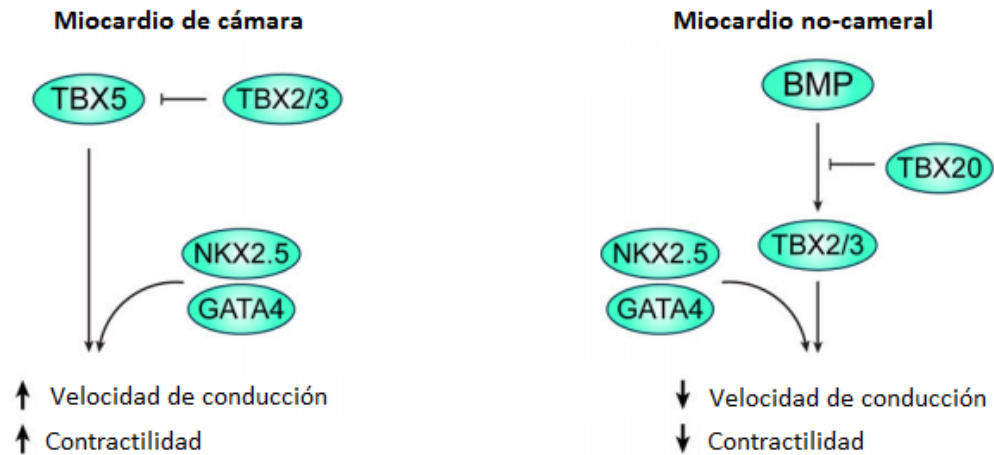 Miocardio de cámara
TBX5
TBX2/3
NKX2.5
GATA4
Velocidad de conducción
Contractilidad
Miocardio no-cameral
BMP
TBX20
TBX2/3
NKX2.5
GATA4
Velocidad de conducción
Contractilidad